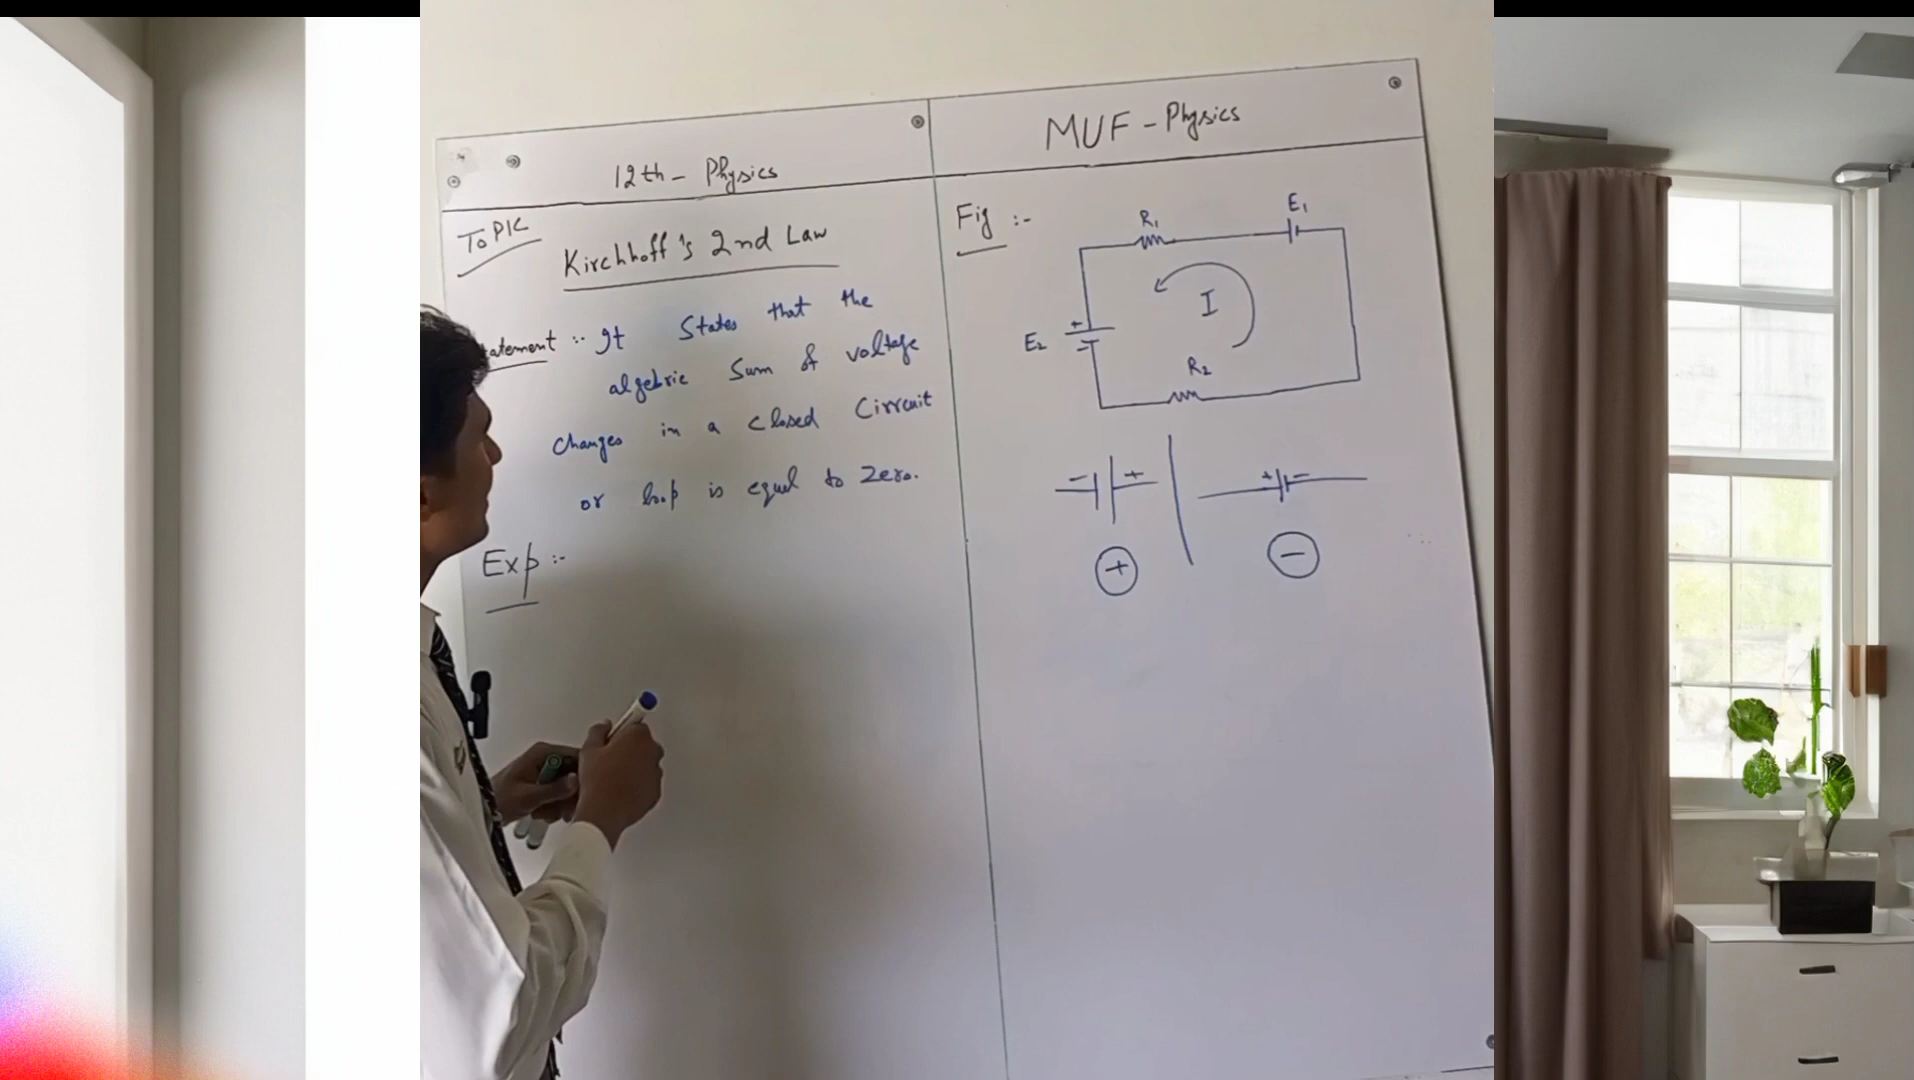 12th - Physics
MUF - Physics
TOPIC
Kirchhoff's 2nd Law
atement :- It States that the
algebric Sum of voltage
changes in a closed Circuit
or loop is equal to Zero.
Exp :-
Fig :-
R₁
E₁
I
+
E₂
-
R₂
- +
+ -
+
-